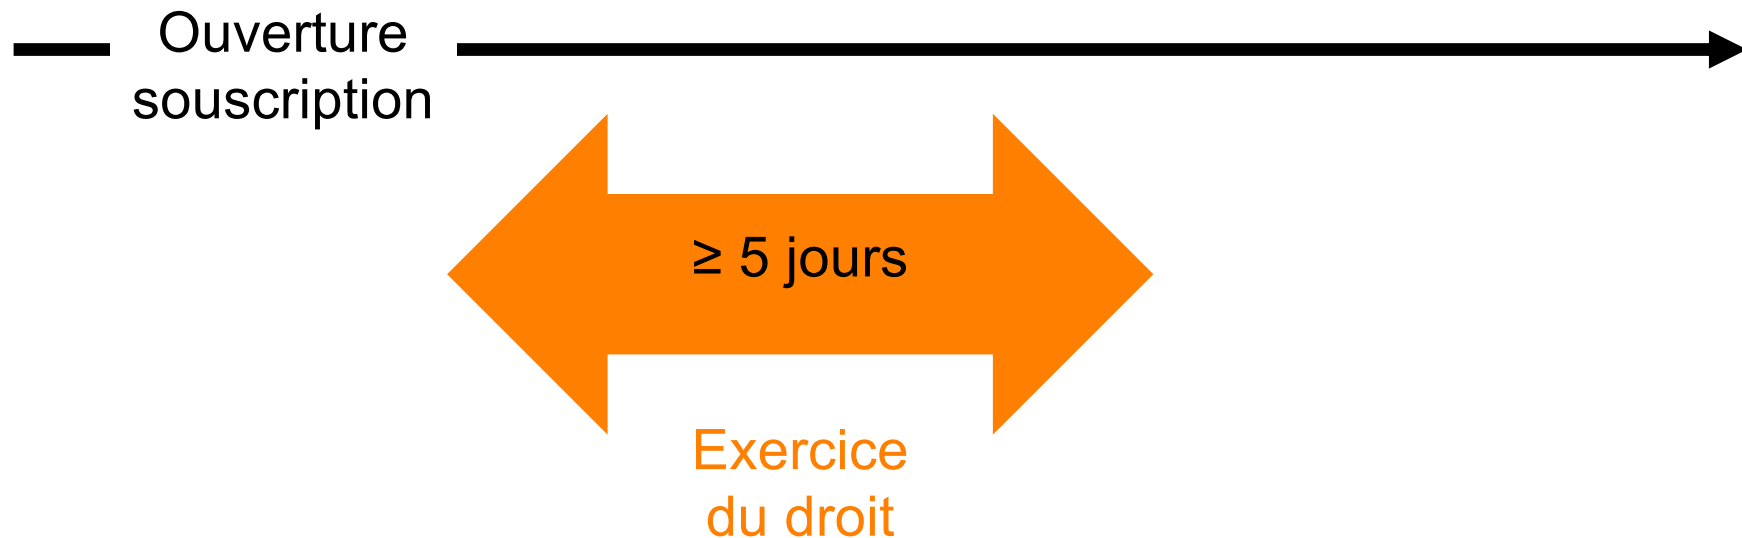 Ouverture
souscription
≥ 5 jours
Exercice
du droit